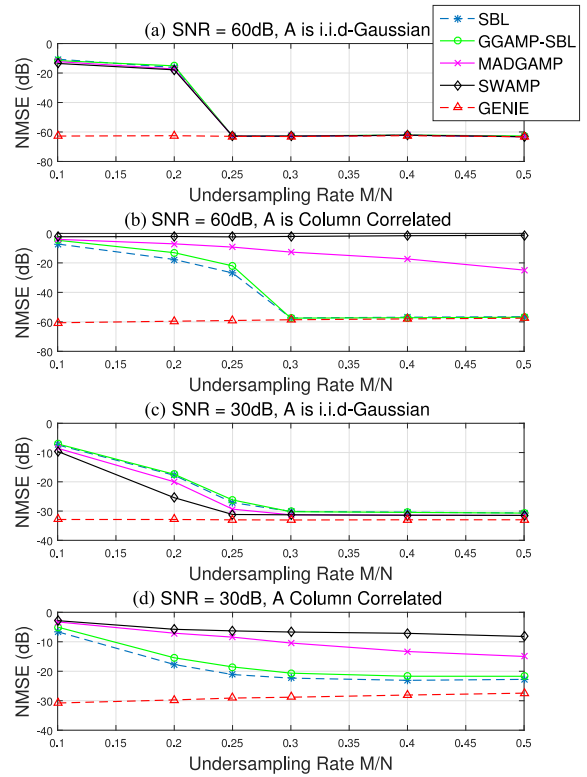 (a) SNR = 60dB, A is i.i.d-Gaussian
SBL
GGAMP-SBL
MADGAMP
SWAMP
GENIE
NMSE (dB)
0
-20
-40
-60
-80
0.1 0.15 0.2 0.25 0.3 0.35 0.4 0.45 0.5
Undersampling Rate M/N
(b) SNR = 60dB, A is Column Correlated
NMSE (dB)
0
-20
-40
-60
-80
0.1 0.15 0.2 0.25 0.3 0.35 0.4 0.45 0.5
Undersampling Rate M/N
(c) SNR = 30dB, A is i.i.d-Gaussian
NMSE (dB)
0
-10
-20
-30
-40
0.1 0.15 0.2 0.25 0.3 0.35 0.4 0.45 0.5
Undersampling Rate M/N
(d) SNR = 30dB, A Column Correlated
NMSE (dB)
0
-10
-20
-30
-40
0.1 0.15 0.2 0.25 0.3 0.35 0.4 0.45 0.5
Undersampling Rate M/N